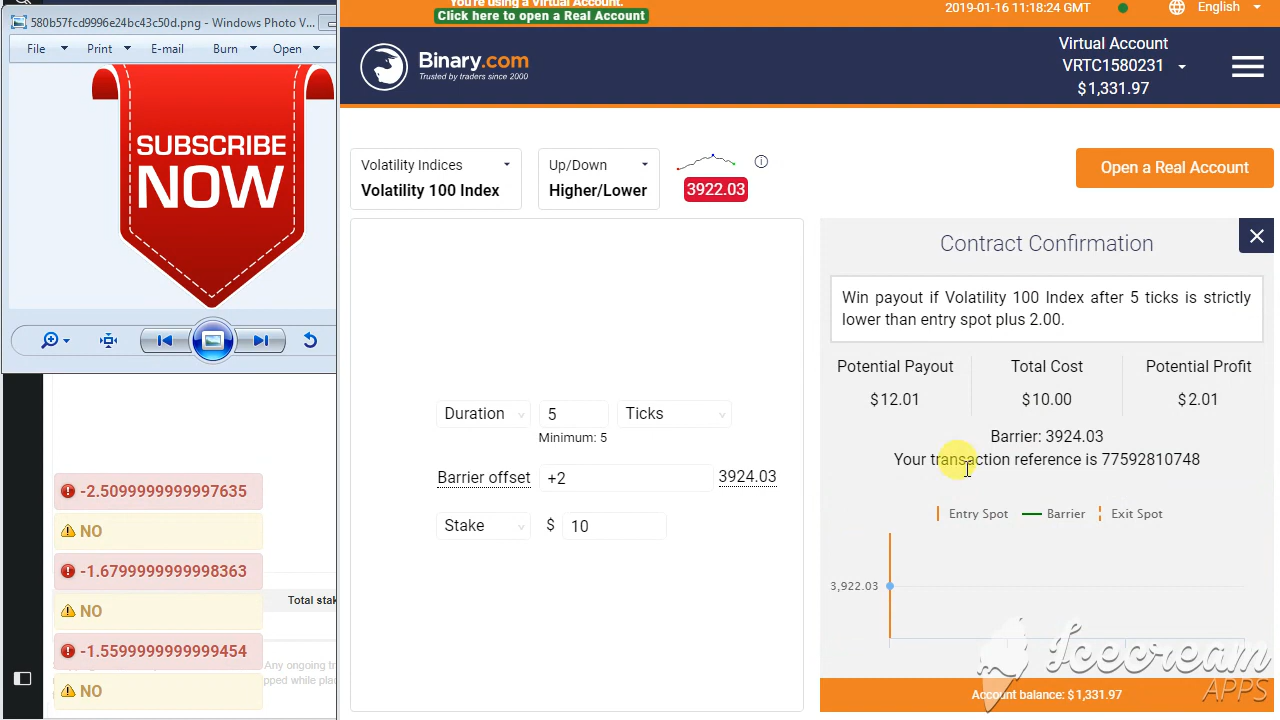 580b57fcd9996e24bc43c50d.png - Windows Photo V...
File Print E-mail Burn Open
SUBSCRIBE
NOW
-2.5099999999997635
NO
-1.6799999999998363
NO
-1.5599999999999454
NO
Total stak
Any ongoing tr
pped while plac
You're using a Virtual Account.
Click here to open a Real Account
2019-01-16 11:18:24 GMT
English
Binary.com
Trusted by traders since 2000
Virtual Account
VRTC1580231
$1,331.97
Volatility Indices
Volatility 100 Index
Up/Down
Higher/Lower
3922.03
Open a Real Account
Duration 5 Ticks
Minimum: 5
Barrier offset +2 3924.03
Stake $ 10
Contract Confirmation
Win payout if Volatility 100 Index after 5 ticks is strictly
lower than entry spot plus 2.00.
Potential Payout Total Cost Potential Profit
$12.01 $10.00 $2.01
Barrier: 3924.03
Your transaction reference is 77592810748
Entry Spot Barrier Exit Spot
3,922.03
Icecream
APPS
Account balance: $1,331.97